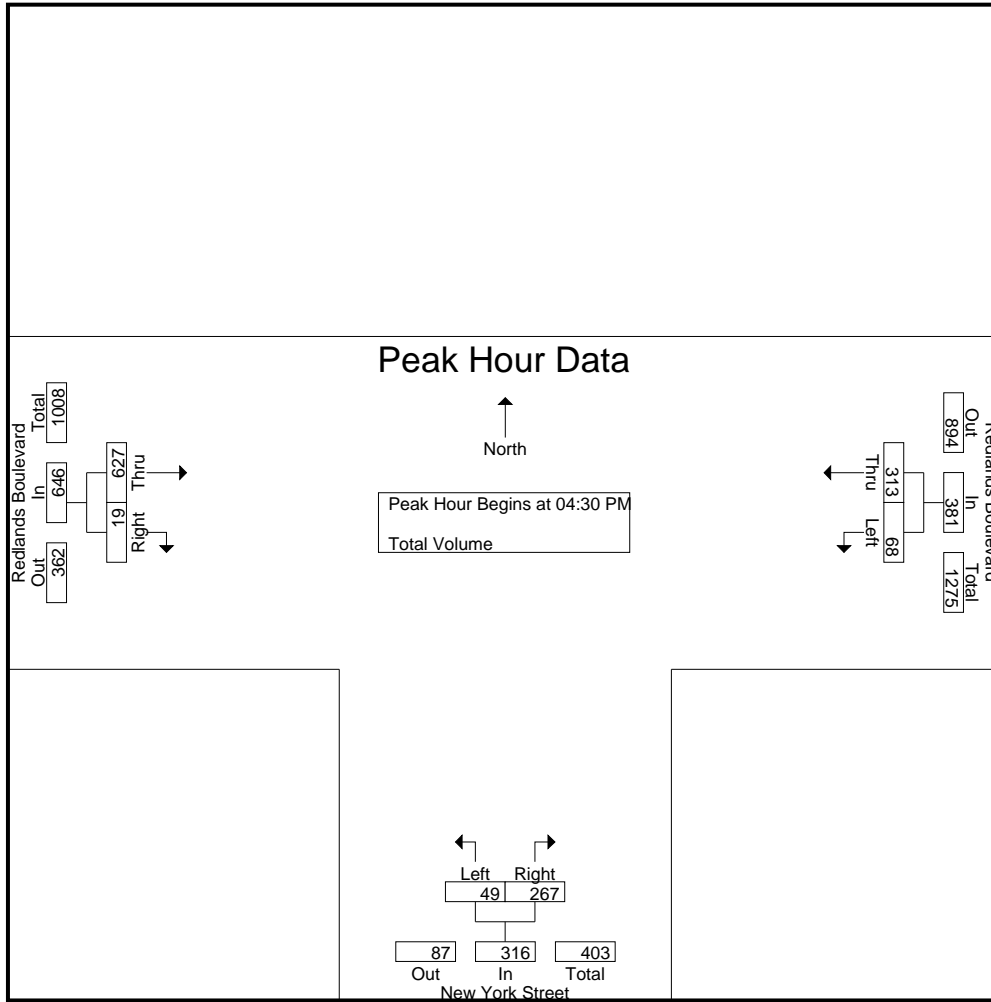 Peak Hour Data
North
Peak Hour Begins at 04:30 PM
Total Volume
Redlands Boulevard
Total
1008
In
646
Out
362
627
Thru
19
Right
Redlands Boulevard
Out
894
In
381
Total
1275
313
Thru
68
Left
Left Right
49 267
87 316 403
Out In Total
New York Street